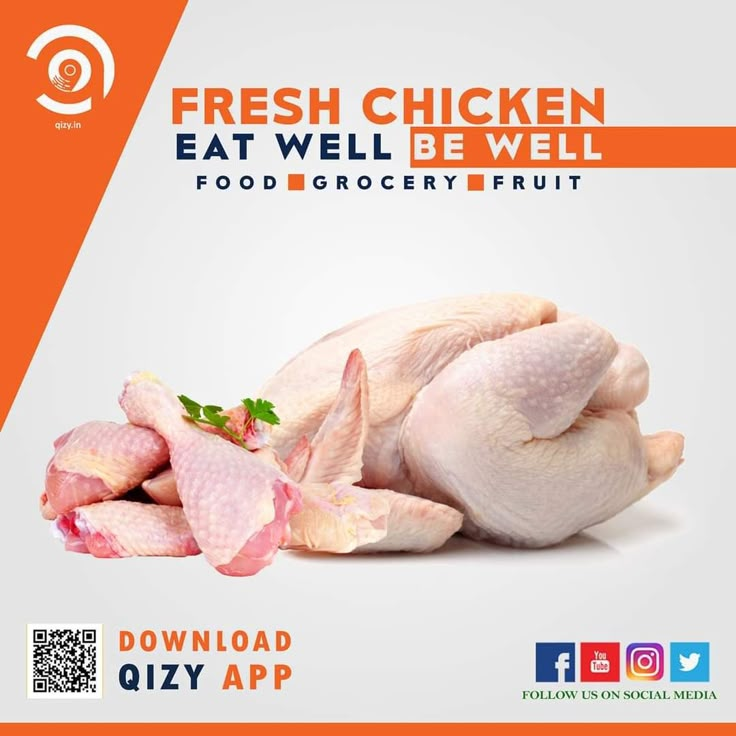 qizy.in
FRESH CHICKEN
EAT WELL BE WELL
FOOD GROCERY FRUIT
DOWNLOAD
QIZY APP
You
Tube
FOLLOW US ON SOCIAL MEDIA